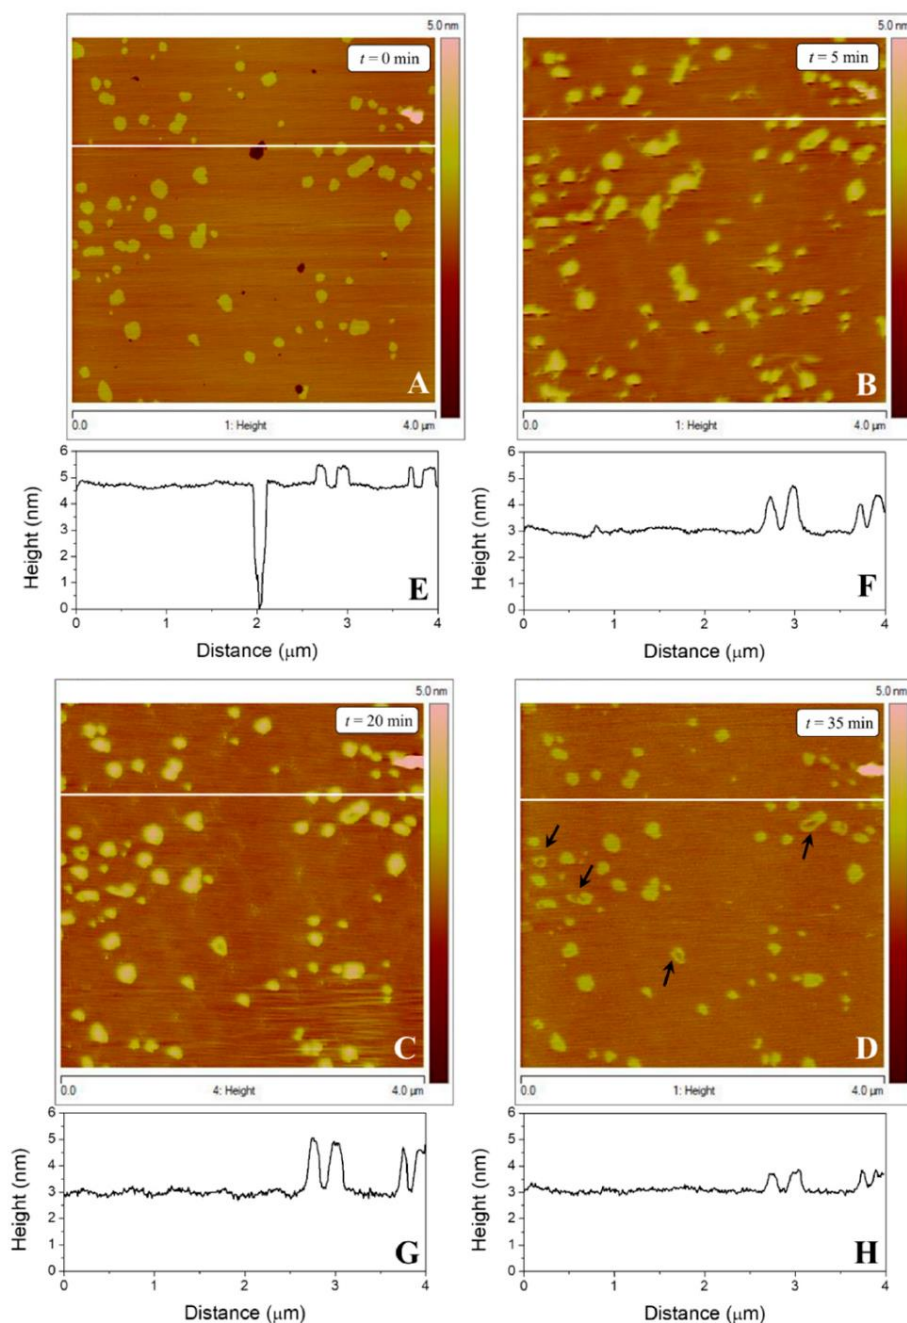 5.0 nm
t = 0 min
A
0.0 1: Height 4.0 µm
5.0 nm
t = 5 min
B
0.0 1: Height 4.0 µm
6
5
4
3
2
1
0
Height (nm)
E
0 1 2 3 4
Distance (µm)
6
5
4
3
2
1
0
Height (nm)
F
0 1 2 3 4
Distance (µm)
5.0 nm
t = 20 min
C
0.0 4: Height 4.0 µm
5.0 nm
t = 35 min
D
0.0 1: Height 4.0 µm
6
5
4
3
2
1
0
Height (nm)
G
0 1 2 3 4
Distance (µm)
6
5
4
3
2
1
0
Height (nm)
H
0 1 2 3 4
Distance (µm)